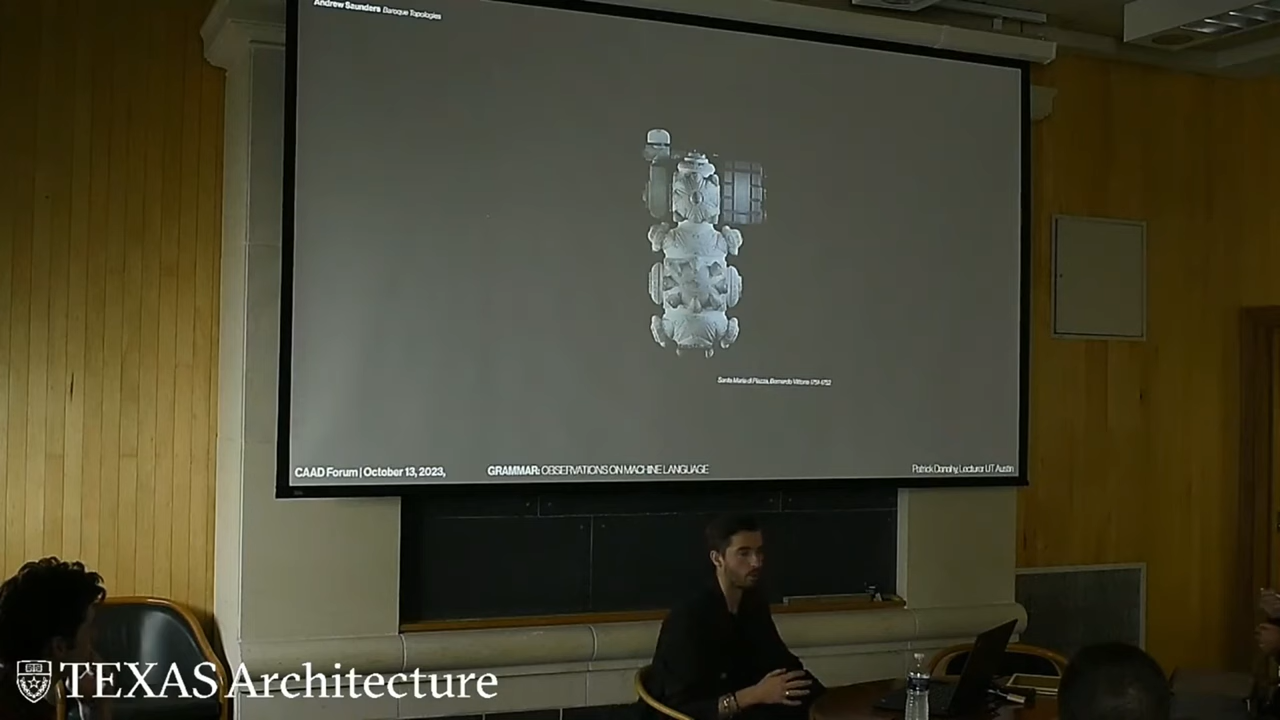 Andrew Saunders Baroque Topologies
Santa Maria di Piazza, Bernardo Vittone 1751-1752
CAAD Forum | October 13, 2023,
GRAMMAR: OBSERVATIONS ON MACHINE LANGUAGE
Patrick Danahy, Lecturer UT Austin
TEXAS Architecture